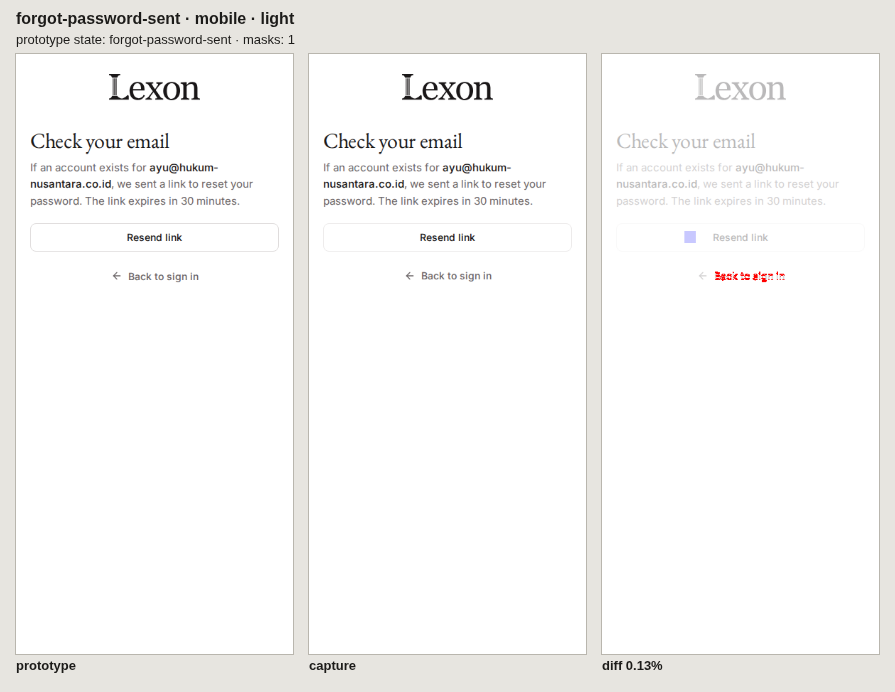 forgot-password-sent · mobile · light
prototype state: forgot-password-sent · masks: 1
Lexon
Check your email
If an account exists for ayu@hukum-
nusantara.co.id, we sent a link to reset your
password. The link expires in 30 minutes.
Resend link
← Back to sign in
prototype
Lexon
Check your email
If an account exists for ayu@hukum-
nusantara.co.id, we sent a link to reset your
password. The link expires in 30 minutes.
Resend link
← Back to sign in
capture
Lexon
Check your email
If an account exists for ayu@hukum-
nusantara.co.id, we sent a link to reset your
password. The link expires in 30 minutes.
Resend link
← Back to sign in
diff 0.13%